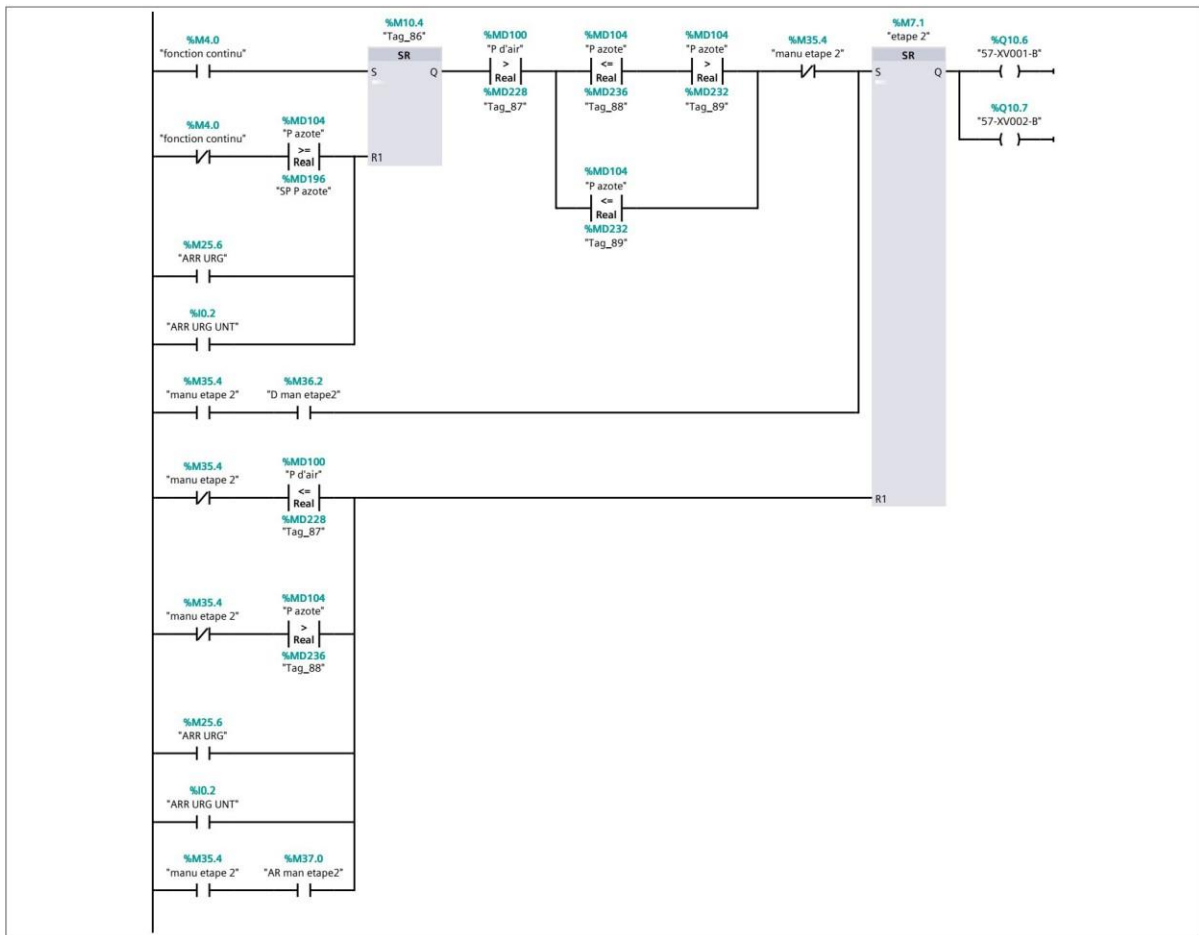 %M4.0
"fonction continu"
%M10.4
"Tag_86"
SR
S
Q
%MD100
"P d'air"
>
Real
%MD228
"Tag_87"
%MD104
"P azote"
<=
Real
%MD236
"Tag_88"
%MD104
"P azote"
>
Real
%MD232
"Tag_89"
%M35.4
"manu etape 2"
%M7.1
"etape 2"
SR
S
Q
%Q10.6
"57-XV001-B"
%Q10.7
"57-XV002-B"
%M4.0
"fonction continu"
%MD104
"P azote"
>=
Real
%MD196
"SP P azote"
R1
%MD104
"P azote"
<=
Real
%MD232
"Tag_89"
%M25.6
"ARR URG"
%I0.2
"ARR URG UNT"
%M35.4
"manu etape 2"
%M36.2
"D man etape2"
%M35.4
"manu etape 2"
%MD100
"P d'air"
<=
Real
%MD228
"Tag_87"
R1
%M35.4
"manu etape 2"
%MD104
"P azote"
>
Real
%MD236
"Tag_88"
%M25.6
"ARR URG"
%I0.2
"ARR URG UNT"
%M35.4
"manu etape 2"
%M37.0
"AR man etape2"